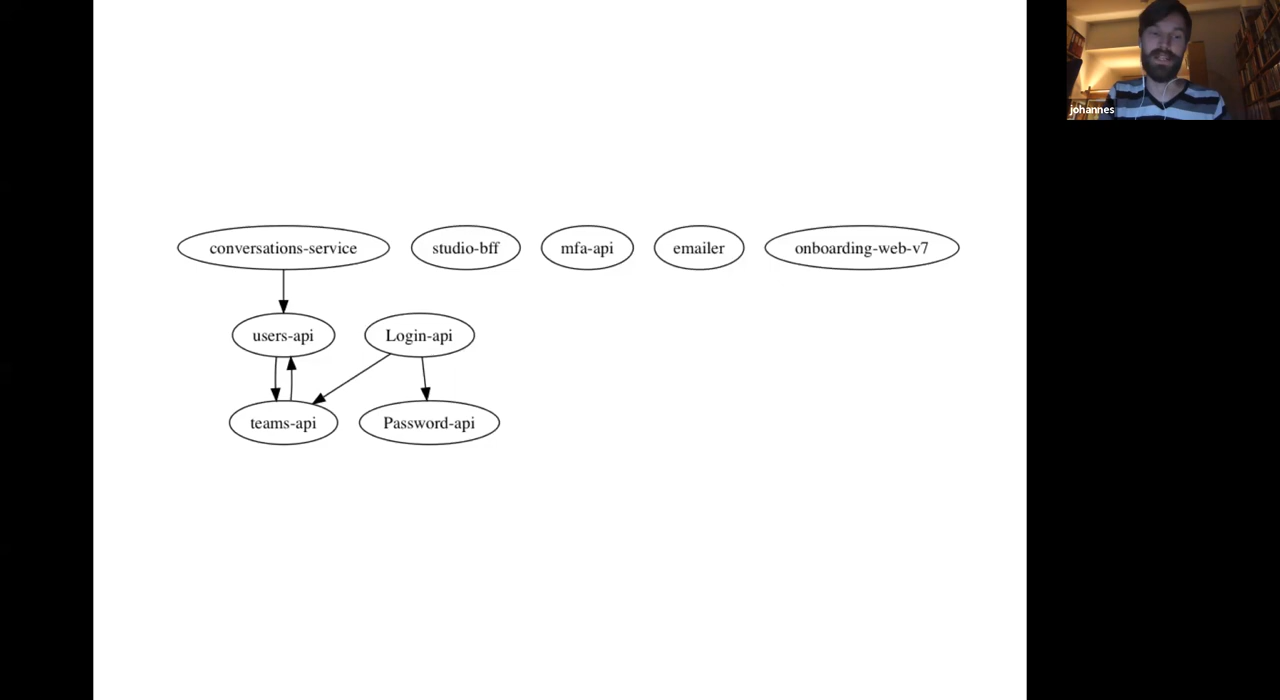 johannes
conversations-service
studio-bff
mfa-api
emailer
onboarding-web-v7
users-api
Login-api
teams-api
Password-api